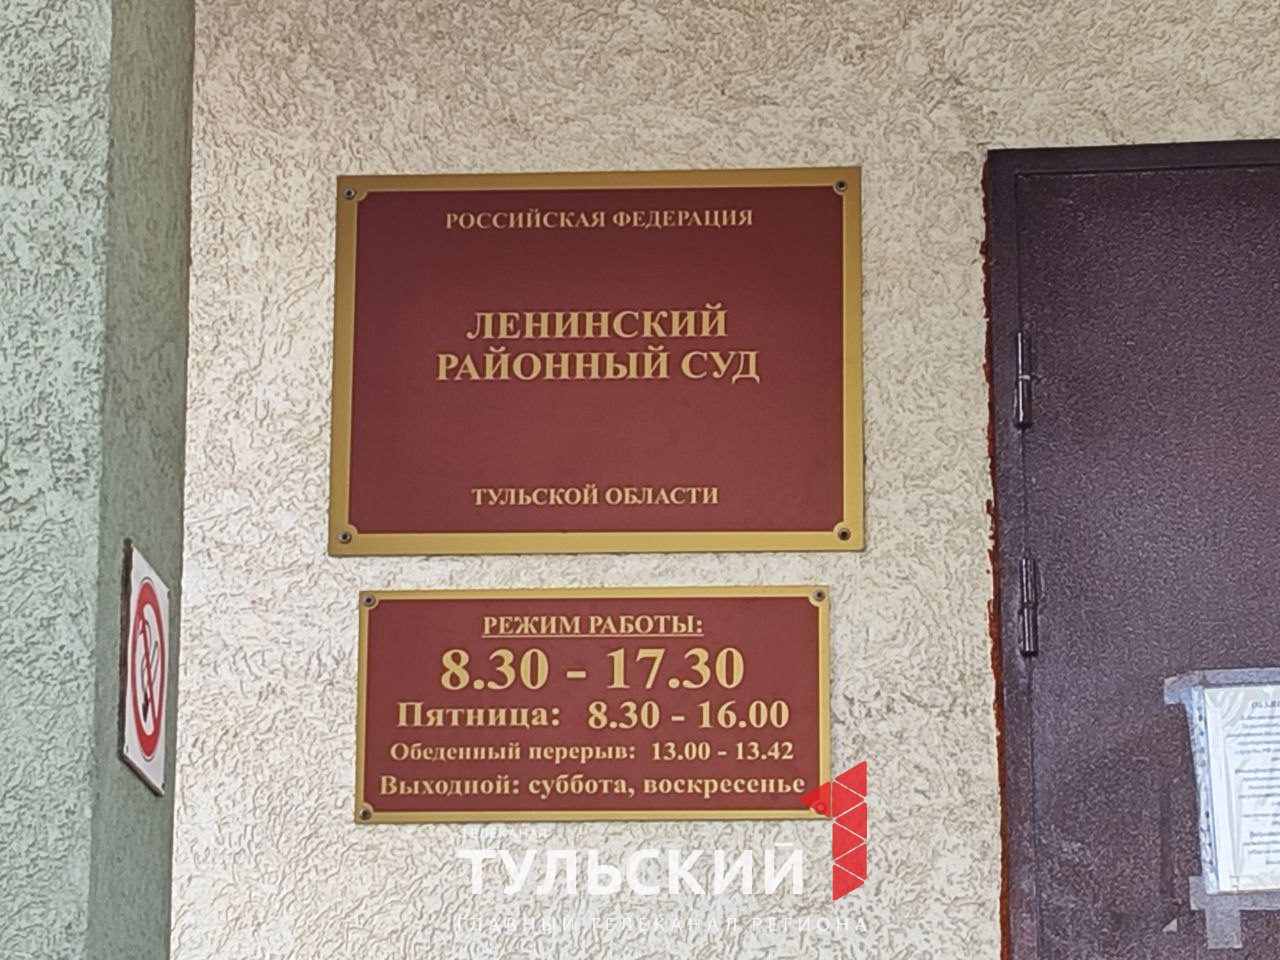 РОССИЙСКАЯ ФЕДЕРАЦИЯ
ЛЕНИНСКИЙ
РАЙОННЫЙ СУД
ТУЛЬСКОЙ ОБЛАСТИ
РЕЖИМ РАБОТЫ:
8.30 - 17.30
Пятница: 8.30 - 16.00
Обеденный перерыв: 13.00 - 13.42
Выходной: суббота, воскресенье
ТЕЛЕКАНАЛ
ТУЛЬСКИЙ 1
ГЛАВНЫЙ ТЕЛЕКАНАЛ РЕГИОНА